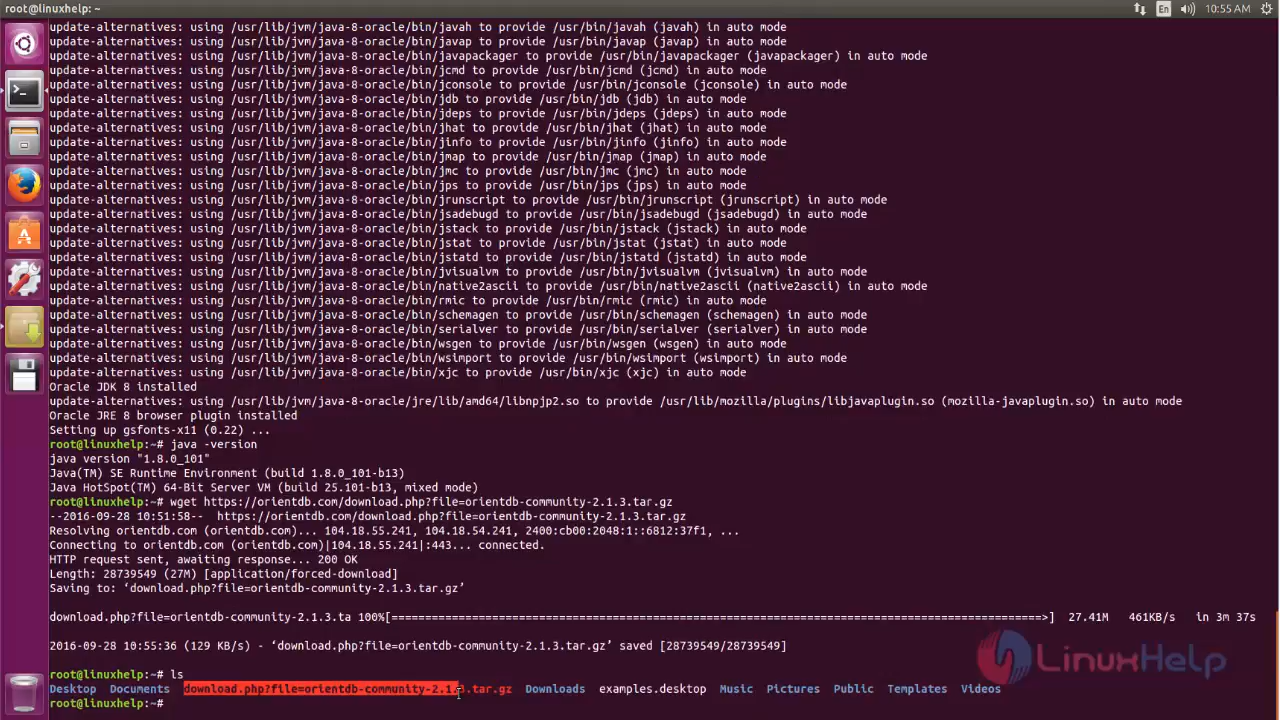 root@linuxhelp: ~
En
10:55 AM
update-alternatives: using /usr/lib/jvm/java-8-oracle/bin/javah to provide /usr/bin/javah (javah) in auto mode
update-alternatives: using /usr/lib/jvm/java-8-oracle/bin/javap to provide /usr/bin/javap (javap) in auto mode
update-alternatives: using /usr/lib/jvm/java-8-oracle/bin/javapackager to provide /usr/bin/javapackager (javapackager) in auto mode
update-alternatives: using /usr/lib/jvm/java-8-oracle/bin/jcmd to provide /usr/bin/jcmd (jcmd) in auto mode
update-alternatives: using /usr/lib/jvm/java-8-oracle/bin/jconsole to provide /usr/bin/jconsole (jconsole) in auto mode
update-alternatives: using /usr/lib/jvm/java-8-oracle/bin/jdb to provide /usr/bin/jdb (jdb) in auto mode
update-alternatives: using /usr/lib/jvm/java-8-oracle/bin/jdeps to provide /usr/bin/jdeps (jdeps) in auto mode
update-alternatives: using /usr/lib/jvm/java-8-oracle/bin/jhat to provide /usr/bin/jhat (jhat) in auto mode
update-alternatives: using /usr/lib/jvm/java-8-oracle/bin/jinfo to provide /usr/bin/jinfo (jinfo) in auto mode
update-alternatives: using /usr/lib/jvm/java-8-oracle/bin/jmap to provide /usr/bin/jmap (jmap) in auto mode
update-alternatives: using /usr/lib/jvm/java-8-oracle/bin/jmc to provide /usr/bin/jmc (jmc) in auto mode
update-alternatives: using /usr/lib/jvm/java-8-oracle/bin/jps to provide /usr/bin/jps (jps) in auto mode
update-alternatives: using /usr/lib/jvm/java-8-oracle/bin/jrunscript to provide /usr/bin/jrunscript (jrunscript) in auto mode
update-alternatives: using /usr/lib/jvm/java-8-oracle/bin/jsadebugd to provide /usr/bin/jsadebugd (jsadebugd) in auto mode
update-alternatives: using /usr/lib/jvm/java-8-oracle/bin/jstack to provide /usr/bin/jstack (jstack) in auto mode
update-alternatives: using /usr/lib/jvm/java-8-oracle/bin/jstat to provide /usr/bin/jstat (jstat) in auto mode
update-alternatives: using /usr/lib/jvm/java-8-oracle/bin/jstatd to provide /usr/bin/jstatd (jstatd) in auto mode
update-alternatives: using /usr/lib/jvm/java-8-oracle/bin/jvisualvm to provide /usr/bin/jvisualvm (jvisualvm) in auto mode
update-alternatives: using /usr/lib/jvm/java-8-oracle/bin/native2ascii to provide /usr/bin/native2ascii (native2ascii) in auto mode
update-alternatives: using /usr/lib/jvm/java-8-oracle/bin/rmic to provide /usr/bin/rmic (rmic) in auto mode
update-alternatives: using /usr/lib/jvm/java-8-oracle/bin/schemagen to provide /usr/bin/schemagen (schemagen) in auto mode
update-alternatives: using /usr/lib/jvm/java-8-oracle/bin/serialver to provide /usr/bin/serialver (serialver) in auto mode
update-alternatives: using /usr/lib/jvm/java-8-oracle/bin/wsgen to provide /usr/bin/wsgen (wsgen) in auto mode
update-alternatives: using /usr/lib/jvm/java-8-oracle/bin/wsimport to provide /usr/bin/wsimport (wsimport) in auto mode
update-alternatives: using /usr/lib/jvm/java-8-oracle/bin/xjc to provide /usr/bin/xjc (xjc) in auto mode
Oracle JDK 8 installed
update-alternatives: using /usr/lib/jvm/java-8-oracle/jre/lib/amd64/libnpjp2.so to provide /usr/lib/mozilla/plugins/libjavaplugin.so (mozilla-javaplugin.so) in auto mode
Oracle JRE 8 browser plugin installed
Setting up gsfonts-x11 (0.22) ...
root@linuxhelp:~# java -version
java version "1.8.0_101"
Java(TM) SE Runtime Environment (build 1.8.0_101-b13)
Java HotSpot(TM) 64-Bit Server VM (build 25.101-b13, mixed mode)
root@linuxhelp:~# wget https://orientdb.com/download.php?file=orientdb-community-2.1.3.tar.gz
--2016-09-28 10:51:58--  https://orientdb.com/download.php?file=orientdb-community-2.1.3.tar.gz
Resolving orientdb.com (orientdb.com)... 104.18.55.241, 104.18.54.241, 2400:cb00:2048:1::6812:37f1, ...
Connecting to orientdb.com (orientdb.com)|104.18.55.241|:443... connected.
HTTP request sent, awaiting response... 200 OK
Length: 28739549 (27M) [application/forced-download]
Saving to: ‘download.php?file=orientdb-community-2.1.3.tar.gz’
download.php?file=orientdb-community-2.1.3.ta 100%[=================================================================================================>]  27.41M   461KB/s   in 3m 37s
2016-09-28 10:55:36 (129 KB/s) - ‘download.php?file=orientdb-community-2.1.3.tar.gz’ saved [28739549/28739549]
root@linuxhelp:~# ls
Desktop  Documents  download.php?file=orientdb-community-2.1.3.tar.gz  Downloads  examples.desktop  Music  Pictures  Public  Templates  Videos
root@linuxhelp:~#
LinuxHelp